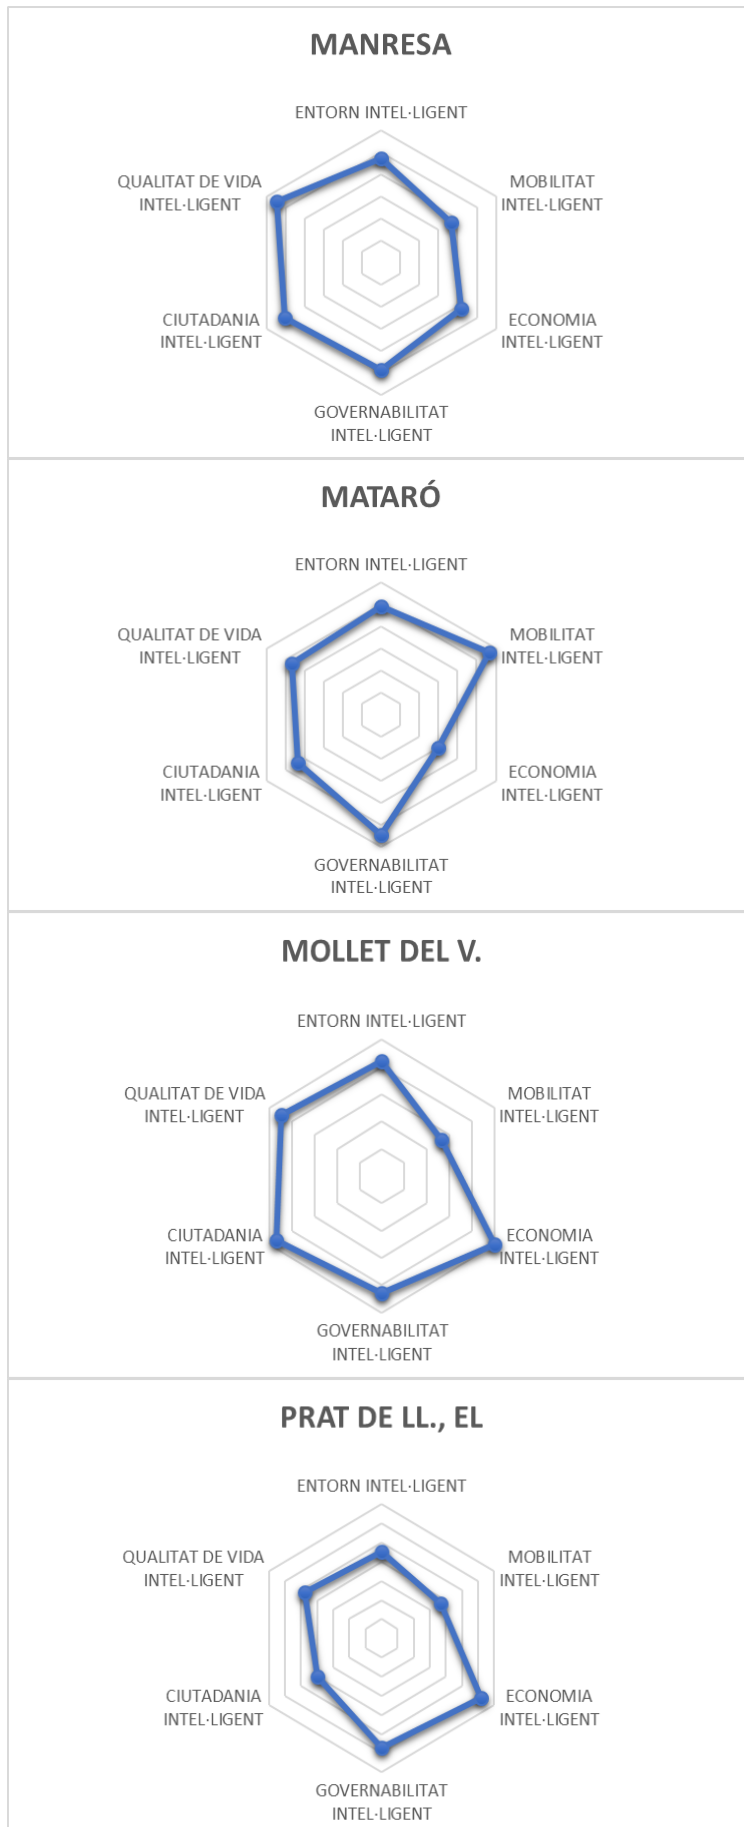 MANRESA
ENTORN INTEL·LIGENT
QUALITAT DE VIDA
INTEL·LIGENT
MOBILITAT
INTEL·LIGENT
CIUTADANIA
INTEL·LIGENT
ECONOMIA
INTEL·LIGENT
GOVERNABILITAT
INTEL·LIGENT
MATARÓ
ENTORN INTEL·LIGENT
QUALITAT DE VIDA
INTEL·LIGENT
MOBILITAT
INTEL·LIGENT
CIUTADANIA
INTEL·LIGENT
ECONOMIA
INTEL·LIGENT
GOVERNABILITAT
INTEL·LIGENT
MOLLET DEL V.
ENTORN INTEL·LIGENT
QUALITAT DE VIDA
INTEL·LIGENT
MOBILITAT
INTEL·LIGENT
CIUTADANIA
INTEL·LIGENT
ECONOMIA
INTEL·LIGENT
GOVERNABILITAT
INTEL·LIGENT
PRAT DE LL., EL
ENTORN INTEL·LIGENT
QUALITAT DE VIDA
INTEL·LIGENT
MOBILITAT
INTEL·LIGENT
CIUTADANIA
INTEL·LIGENT
ECONOMIA
INTEL·LIGENT
GOVERNABILITAT
INTEL·LIGENT